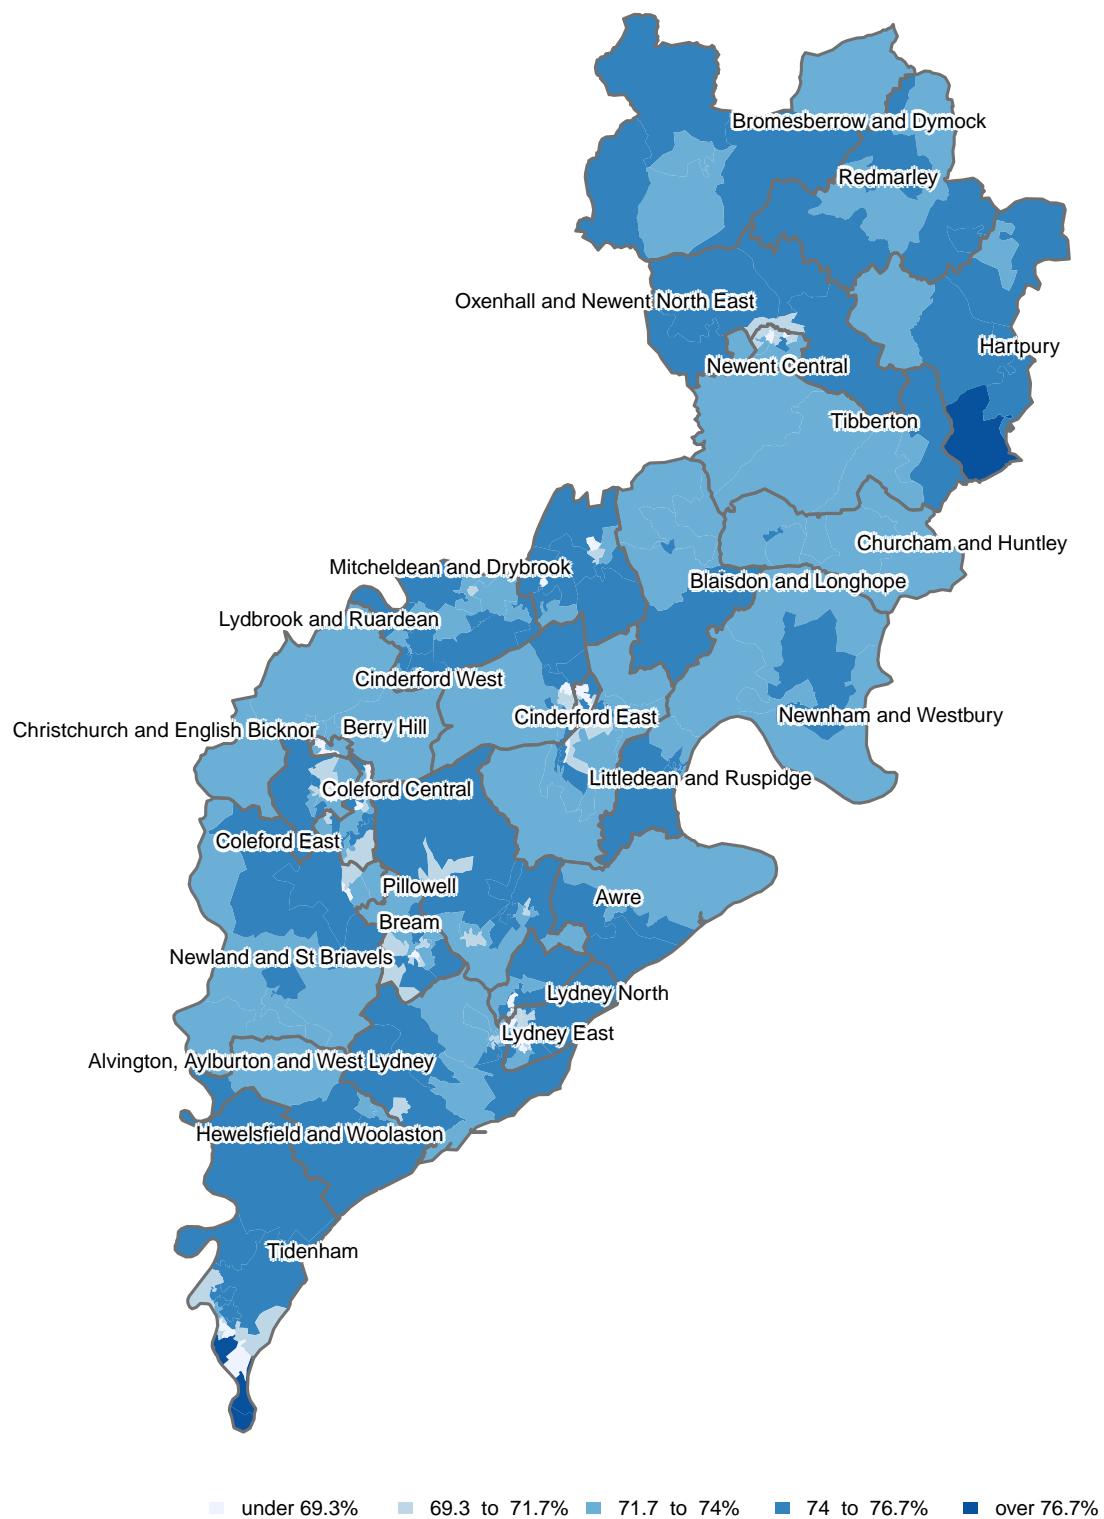 Bromesberrow and Dymock
Redmarley
Oxenhall and Newent North East
Hartpury
Newent Central
Tibberton
Churcham and Huntley
Mitcheldean and Drybrook
Blaisdon and Longhope
Lydbrook and Ruardean
Cinderford West
Cinderford East
Newnham and Westbury
Christchurch and English Bicknor
Berry Hill
Littledean and Ruspidge
Coleford Central
Coleford East
Pillowell
Awre
Bream
Newland and St Briavels
Lydney North
Lydney East
Alvington, Aylburton and West Lydney
Hewelsfield and Woolaston
Tidenham
under 69.3% 69.3 to 71.7% 71.7 to 74% 74 to 76.7% over 76.7%